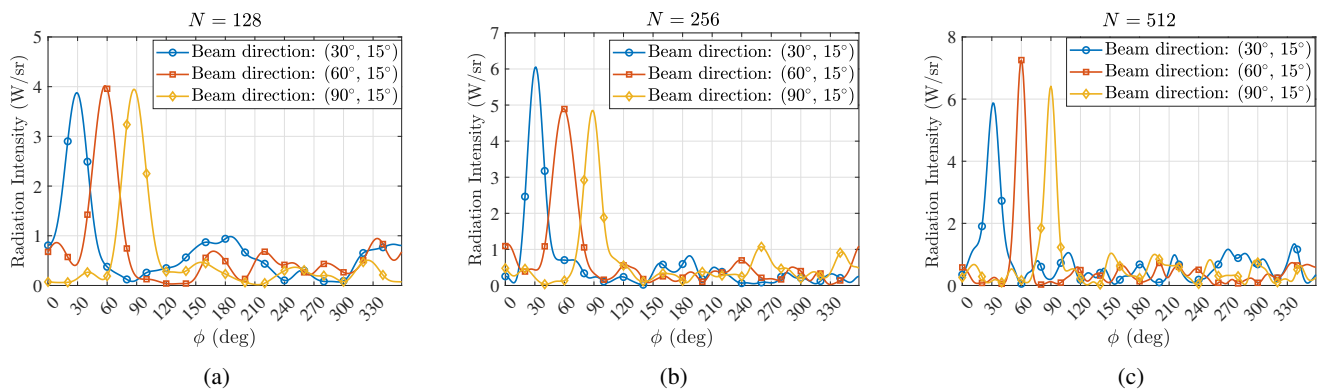 N = 128
Radiation Intensity (W/sr)
5
4
3
2
1
0
Beam direction: (30°, 15°)
Beam direction: (60°, 15°)
Beam direction: (90°, 15°)
0 30 60 90 120 150 180 210 240 270 300 330
ϕ (deg)
(a)
N = 256
Radiation Intensity (W/sr)
7
6
5
4
3
2
1
0
Beam direction: (30°, 15°)
Beam direction: (60°, 15°)
Beam direction: (90°, 15°)
0 30 60 90 120 150 180 210 240 270 300 330
ϕ (deg)
(b)
N = 512
Radiation Intensity (W/sr)
8
6
4
2
0
Beam direction: (30°, 15°)
Beam direction: (60°, 15°)
Beam direction: (90°, 15°)
0 30 60 90 120 150 180 210 240 270 300 330
ϕ (deg)
(c)